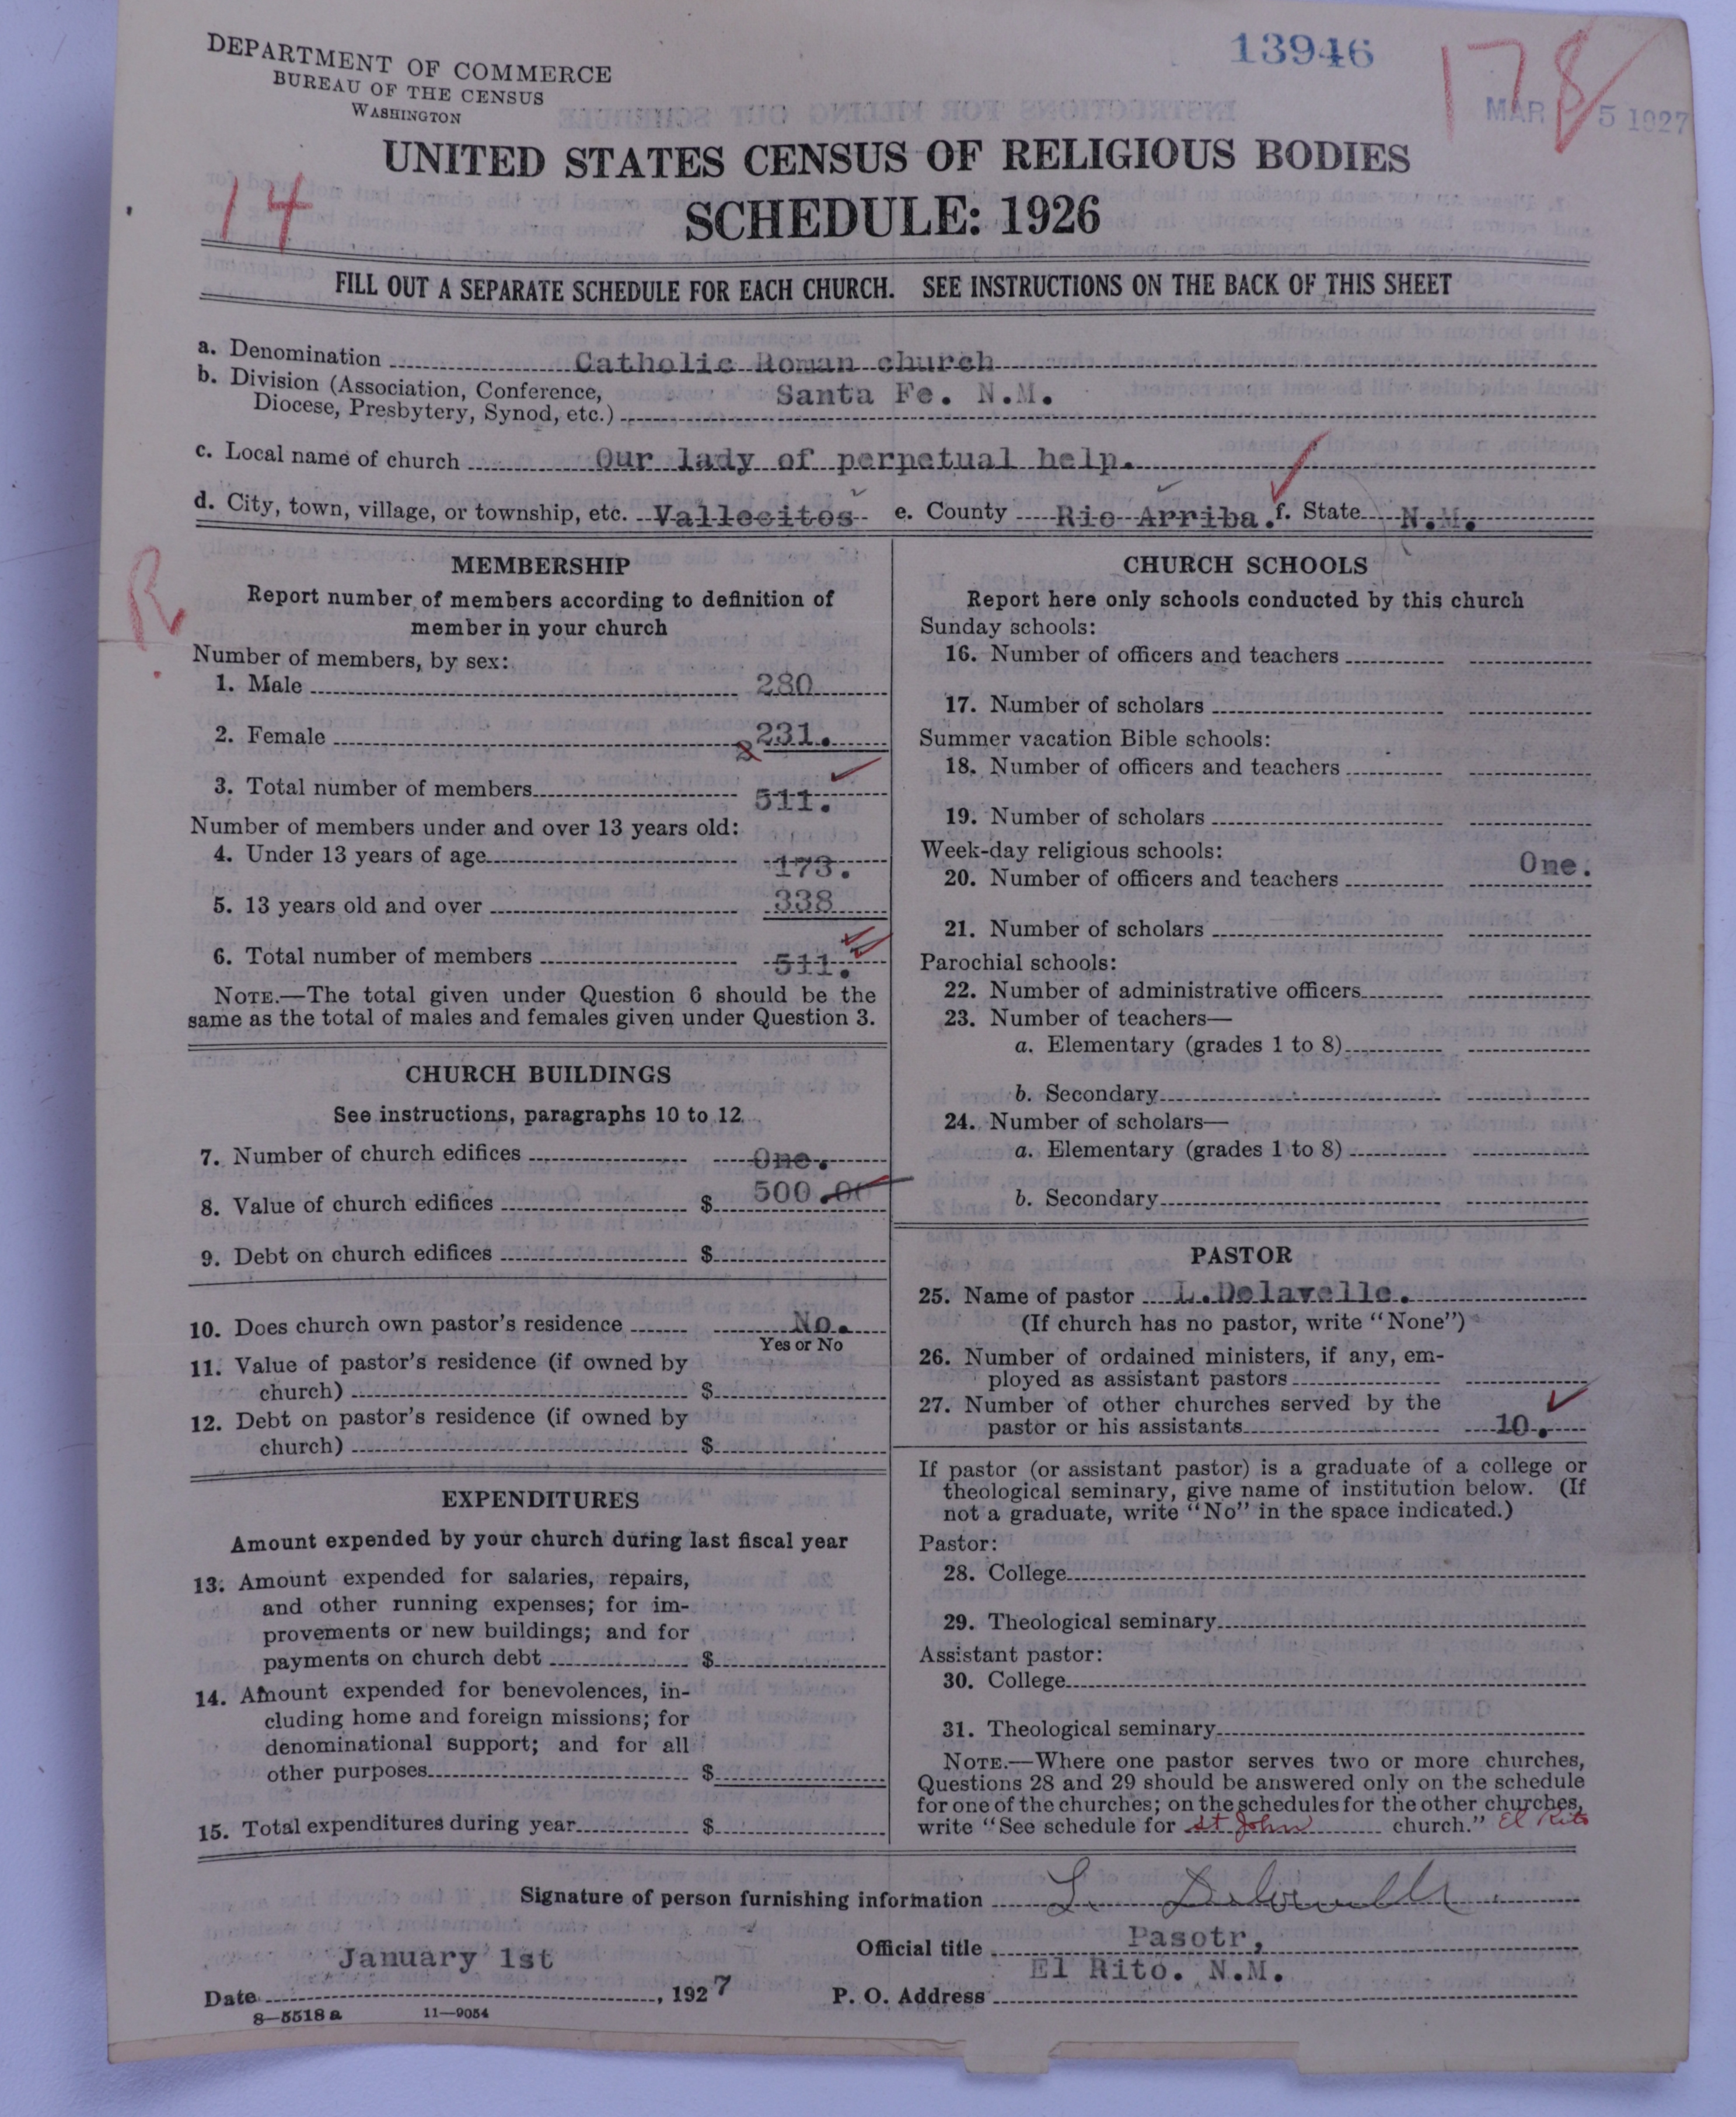 DEPARTMENT OF COMMERCE
BUREAU OF THE CENSUS
WASHINGTON
13946
178
MAR 5 1927
14
UNITED STATES CENSUS OF RELIGIOUS BODIES
SCHEDULE: 1926
FILL OUT A SEPARATE SCHEDULE FOR EACH CHURCH. SEE INSTRUCTIONS ON THE BACK OF THIS SHEET
a. Denomination Catholic Roman church
b. Division (Association, Conference, Diocese, Presbytery, Synod, etc.) Santa Fe. N.M.
c. Local name of church Our lady of perpetual help.
d. City, town, village, or township, etc. Vallecitos e. County Rio Arriba. f. State N.M.
R
MEMBERSHIP
Report number of members according to definition of
member in your church
Number of members, by sex:
1. Male 280
2. Female 231.
2
3. Total number of members 511.
Number of members under and over 13 years old:
4. Under 13 years of age 173.
5. 13 years old and over 338
6. Total number of members 511.
NOTE.—The total given under Question 6 should be the
same as the total of males and females given under Question 3.
CHURCH BUILDINGS
See instructions, paragraphs 10 to 12
7. Number of church edifices One.
8. Value of church edifices $ 500.00
9. Debt on church edifices $
10. Does church own pastor's residence No.
Yes or No
11. Value of pastor's residence (if owned by
church) $
12. Debt on pastor's residence (if owned by
church) $
EXPENDITURES
Amount expended by your church during last fiscal year
13. Amount expended for salaries, repairs,
and other running expenses; for im-
provements or new buildings; and for
payments on church debt $
14. Amount expended for benevolences, in-
cluding home and foreign missions; for
denominational support; and for all
other purposes $
15. Total expenditures during year $
CHURCH SCHOOLS
Report here only schools conducted by this church
Sunday schools:
16. Number of officers and teachers
17. Number of scholars
Summer vacation Bible schools:
18. Number of officers and teachers
19. Number of scholars
Week-day religious schools:
20. Number of officers and teachers One.
21. Number of scholars
Parochial schools:
22. Number of administrative officers
23. Number of teachers—
a. Elementary (grades 1 to 8)
b. Secondary
24. Number of scholars—
a. Elementary (grades 1 to 8)
b. Secondary
PASTOR
25. Name of pastor L.Delavelle.
(If church has no pastor, write "None")
26. Number of ordained ministers, if any, em-
ployed as assistant pastors
27. Number of other churches served by the
pastor or his assistants 10.
If pastor (or assistant pastor) is a graduate of a college or
theological seminary, give name of institution below. (If
not a graduate, write "No" in the space indicated.)
Pastor:
28. College
29. Theological seminary
Assistant pastor:
30. College
31. Theological seminary
NOTE.—Where one pastor serves two or more churches,
Questions 28 and 29 should be answered only on the schedule
for one of the churches; on the schedules for the other churches,
write "See schedule for St John church." El Rito
Signature of person furnishing information L. Delavelle
Official title Pasotr,
January 1st
Date , 1927
P. O. Address El Rito. N.M.
8—5518 a 11—9054